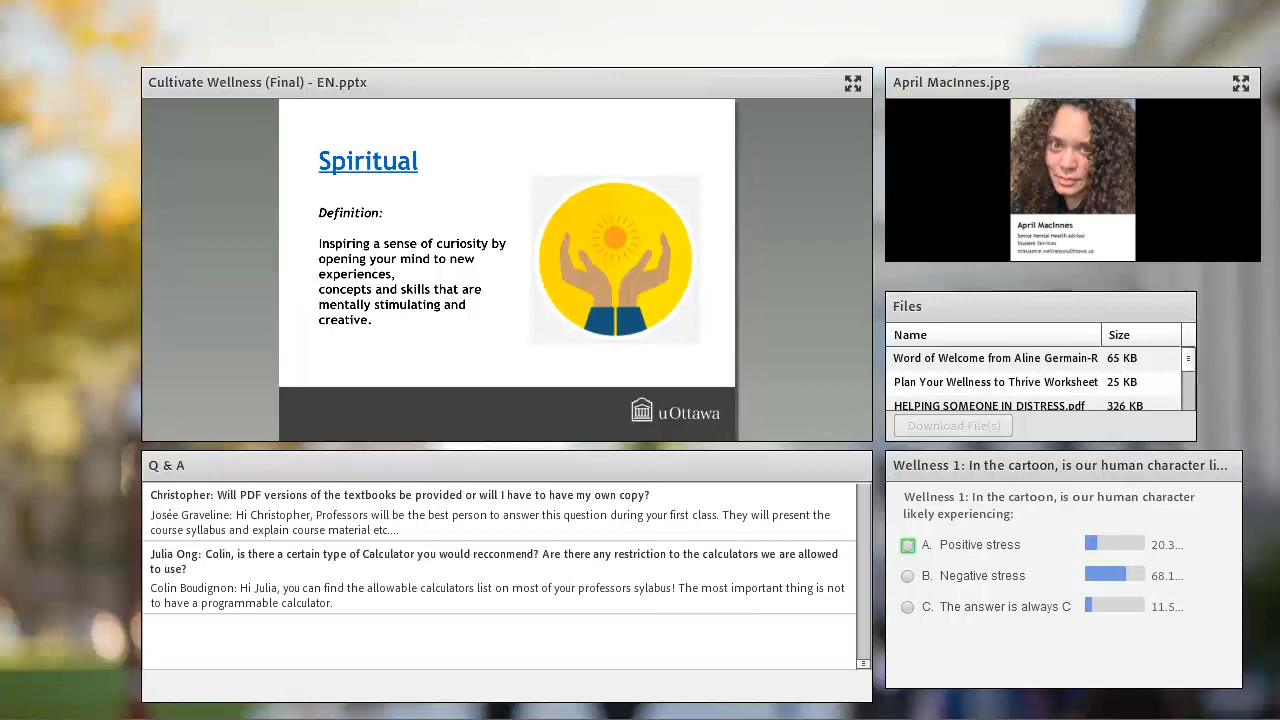 Cultivate Wellness (Final) - EN.pptx
Spiritual
Definition:
Inspiring a sense of curiosity by
opening your mind to new
experiences,
concepts and skills that are
mentally stimulating and
creative.
uOttawa
April MacInnes.jpg
April MacInnes
Senior Mental Health Advisor
Student Services
Files
Name Size
Word of Welcome from Aline Germain-R 65 KB
Plan Your Wellness to Thrive Worksheet 25 KB
HELPING SOMEONE IN DISTRESS.pdf 326 KB
Download File(s)
Q & A
Christopher: Will PDF versions of the textbooks be provided or will I have to have my own copy?
Josée Graveline: Hi Christopher, Professors will be the best person to answer this question during your first class. They will present the
course syllabus and explain course material etc....
Julia Ong: Colin, is there a certain type of Calculator you would recconmend? Are there any restriction to the calculators we are allowed
to use?
Colin Boudignon: Hi Julia, you can find the allowable calculators list on most of your professors sylabus! The most important thing is not
to have a programmable calculator.
Wellness 1: In the cartoon, is our human character li...
Wellness 1: In the cartoon, is our human character
likely experiencing:
A. Positive stress 20.3...
B. Negative stress 68.1...
C. The answer is always C 11.5...